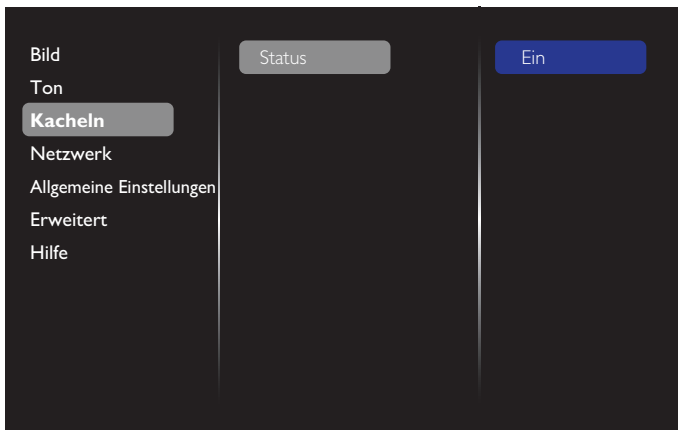 Bild
Ton
Kacheln
Netzwerk
Allgemeine Einstellungen
Erweitert
Hilfe
Status
Ein